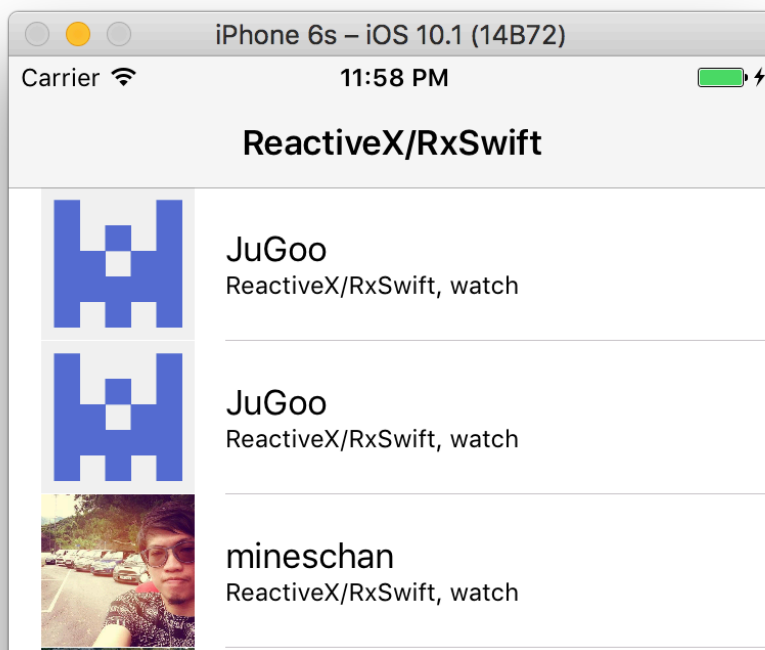 iPhone 6s – iOS 10.1 (14B72)
Carrier 11:58 PM
ReactiveX/RxSwift
JuGoo
ReactiveX/RxSwift, watch
JuGoo
ReactiveX/RxSwift, watch
mineschan
ReactiveX/RxSwift, watch